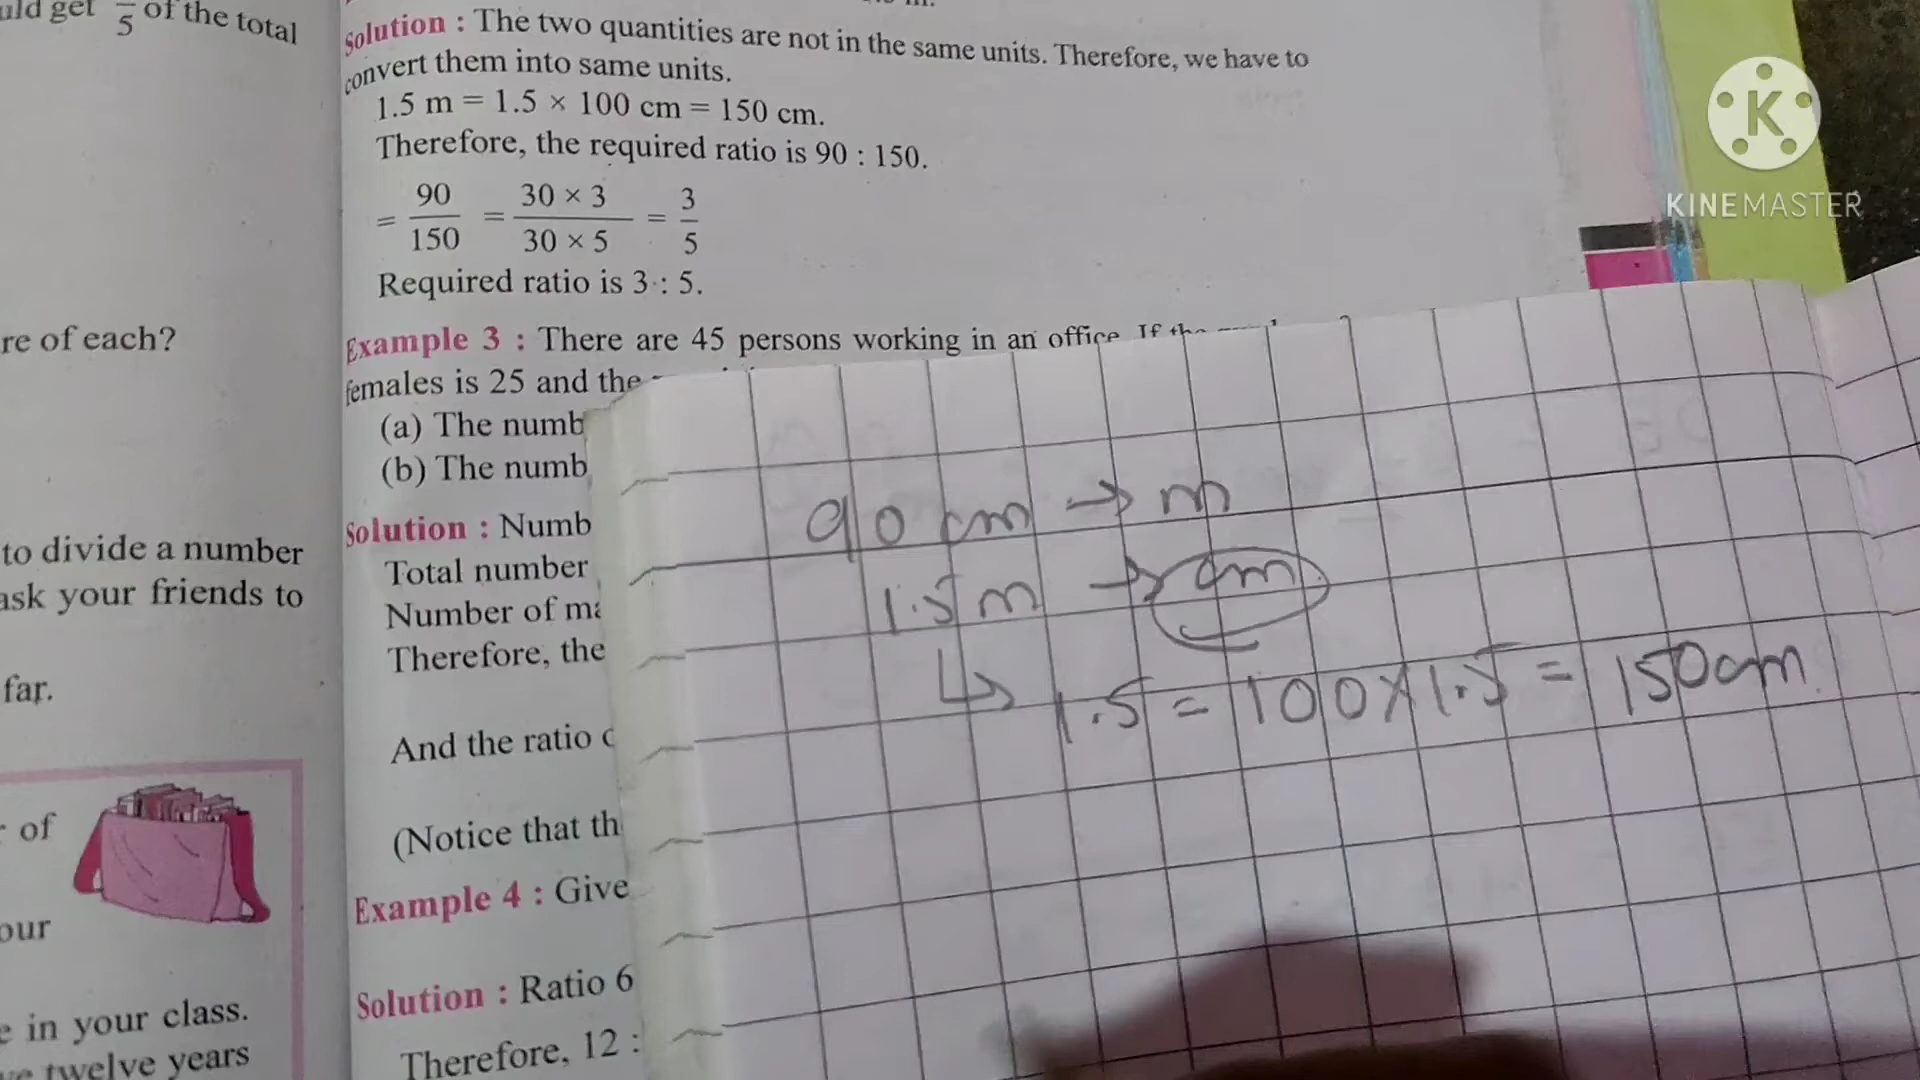 uld get 5 of the total
re of each?
to divide a number
ask your friends to
far.
of
our
in your class.
twelve years
Solution : The two quantities are not in the same units. Therefore, we have to
convert them into same units.
1.5 m = 1.5 × 100 cm = 150 cm.
Therefore, the required ratio is 90 : 150.
= 90/150 = 30 × 3/30 × 5 = 3/5
Required ratio is 3 : 5.
Example 3 : There are 45 persons working in an office. If the
females is 25 and the
(a) The numb
(b) The numb
Solution : Numb
Total number
Number of ma
Therefore, the
And the ratio
(Notice that th
Example 4 : Give
Solution : Ratio 6
Therefore, 12 :
90 cm → m
1.5 m → cm
↳ 1.5 = 100 × 1.5 = 150 cm
K
KINEMASTER